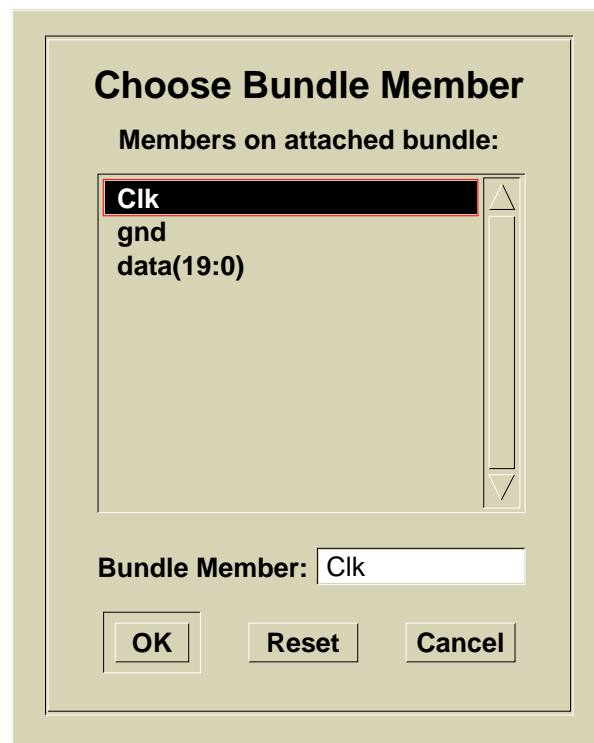 Choose Bundle Member
Members on attached bundle:
Clk
gnd
data(19:0)
Bundle Member: Clk
OK Reset Cancel